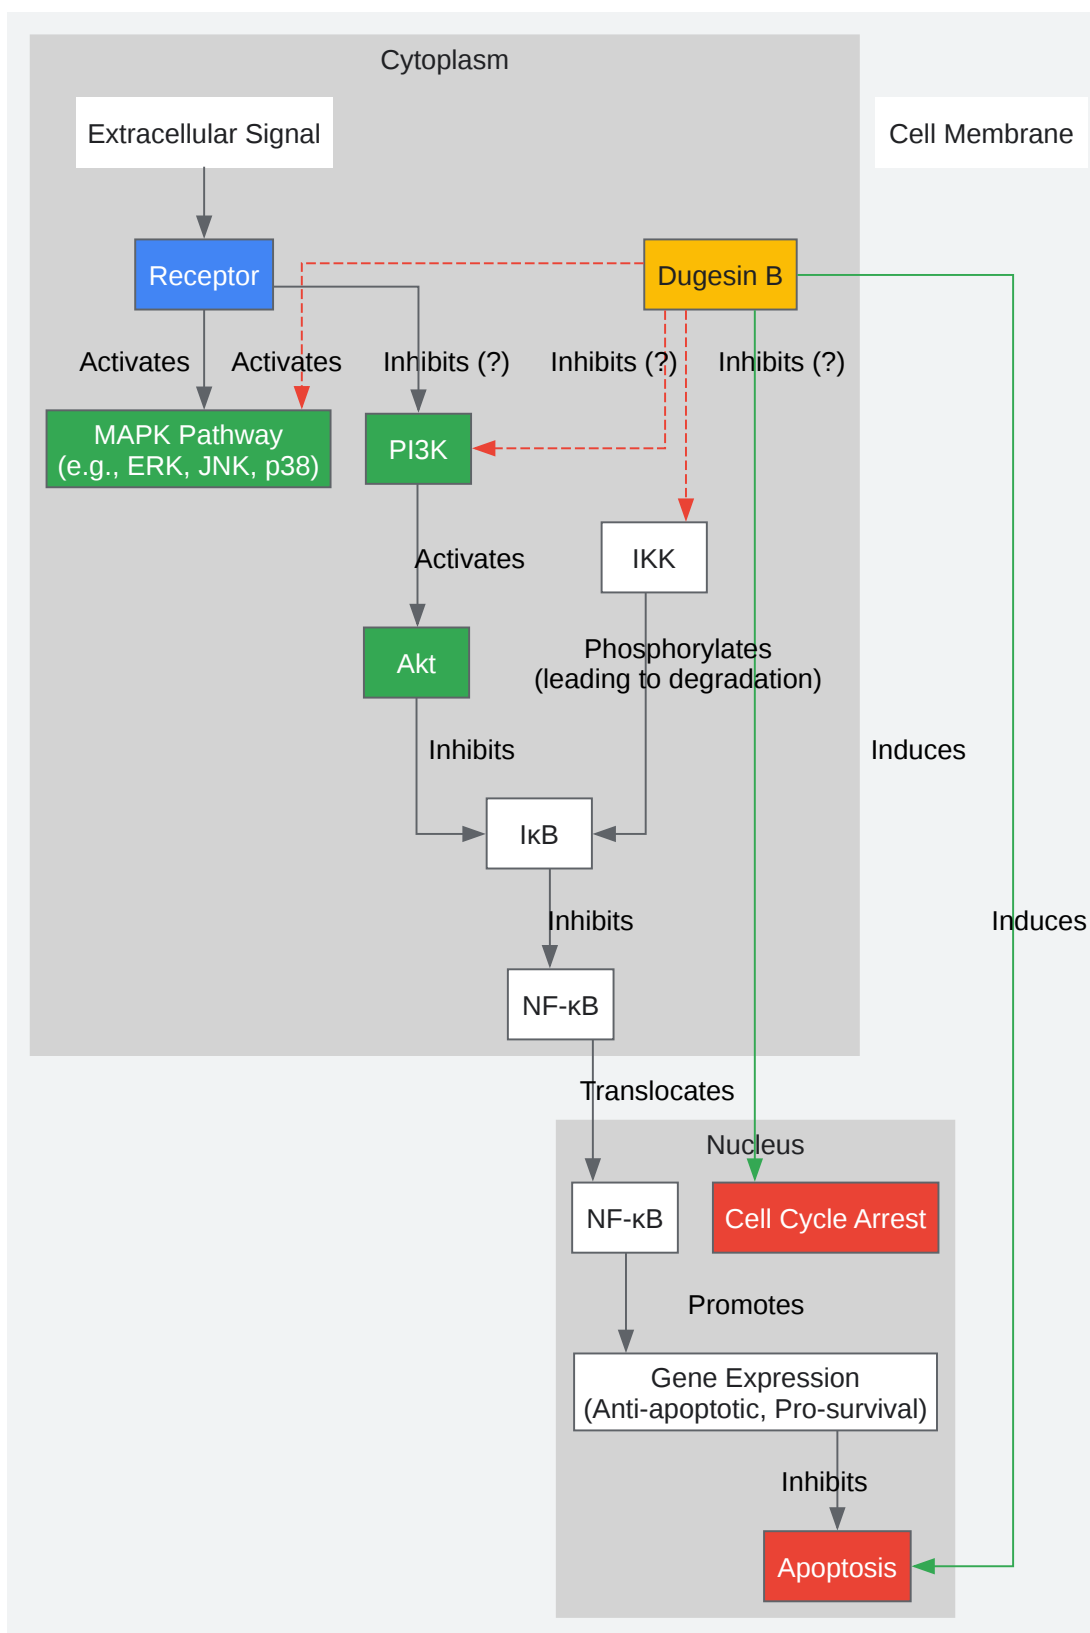 Cytoplasm
Extracellular Signal
Cell Membrane
Receptor
Dugesin B
Activates
Activates
Inhibits (?)
Inhibits (?)
Inhibits (?)
MAPK Pathway
(e.g., ERK, JNK, p38)
PI3K
Activates
IKK
Phosphorylates
(leading to degradation)
Akt
Inhibits
Induces
IκB
Inhibits
Induces
NF-κB
Translocates
Nucleus
NF-κB
Cell Cycle Arrest
Promotes
Gene Expression
(Anti-apoptotic, Pro-survival)
Inhibits
Apoptosis